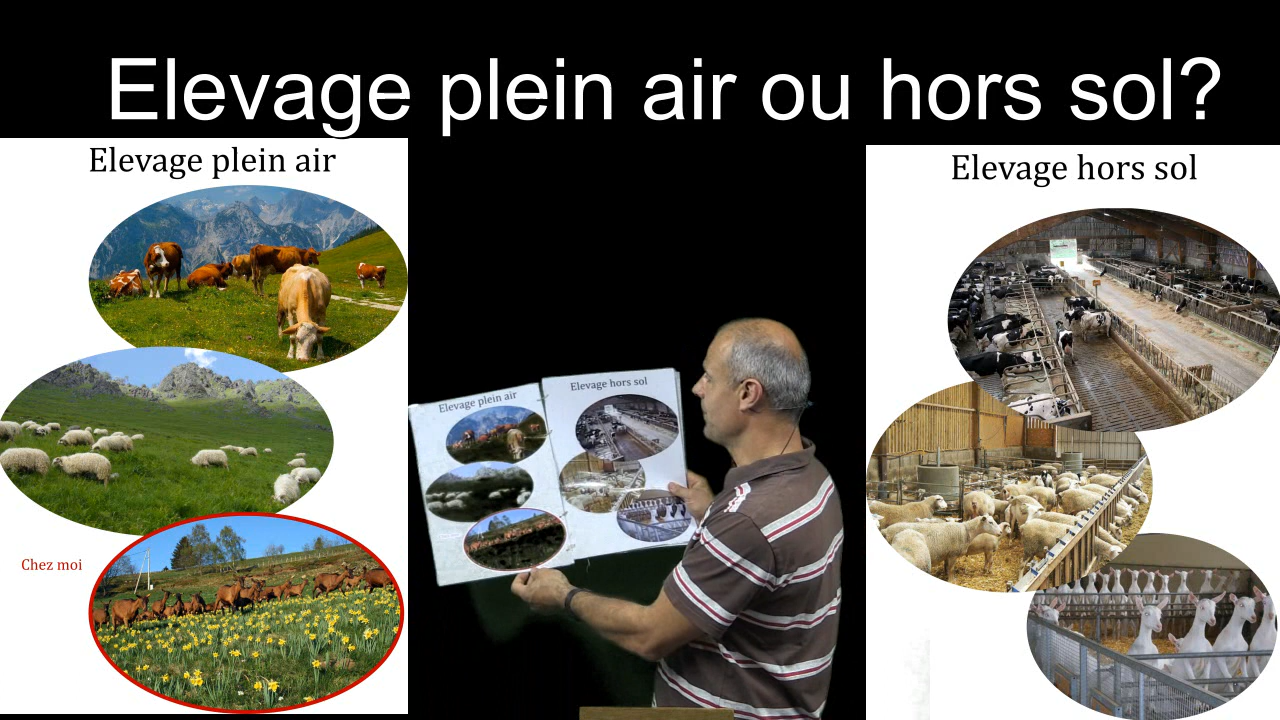 Elevage plein air ou hors sol?
Elevage plein air
Elevage hors sol
Chez moi
Elevage plein air
Elevage hors sol